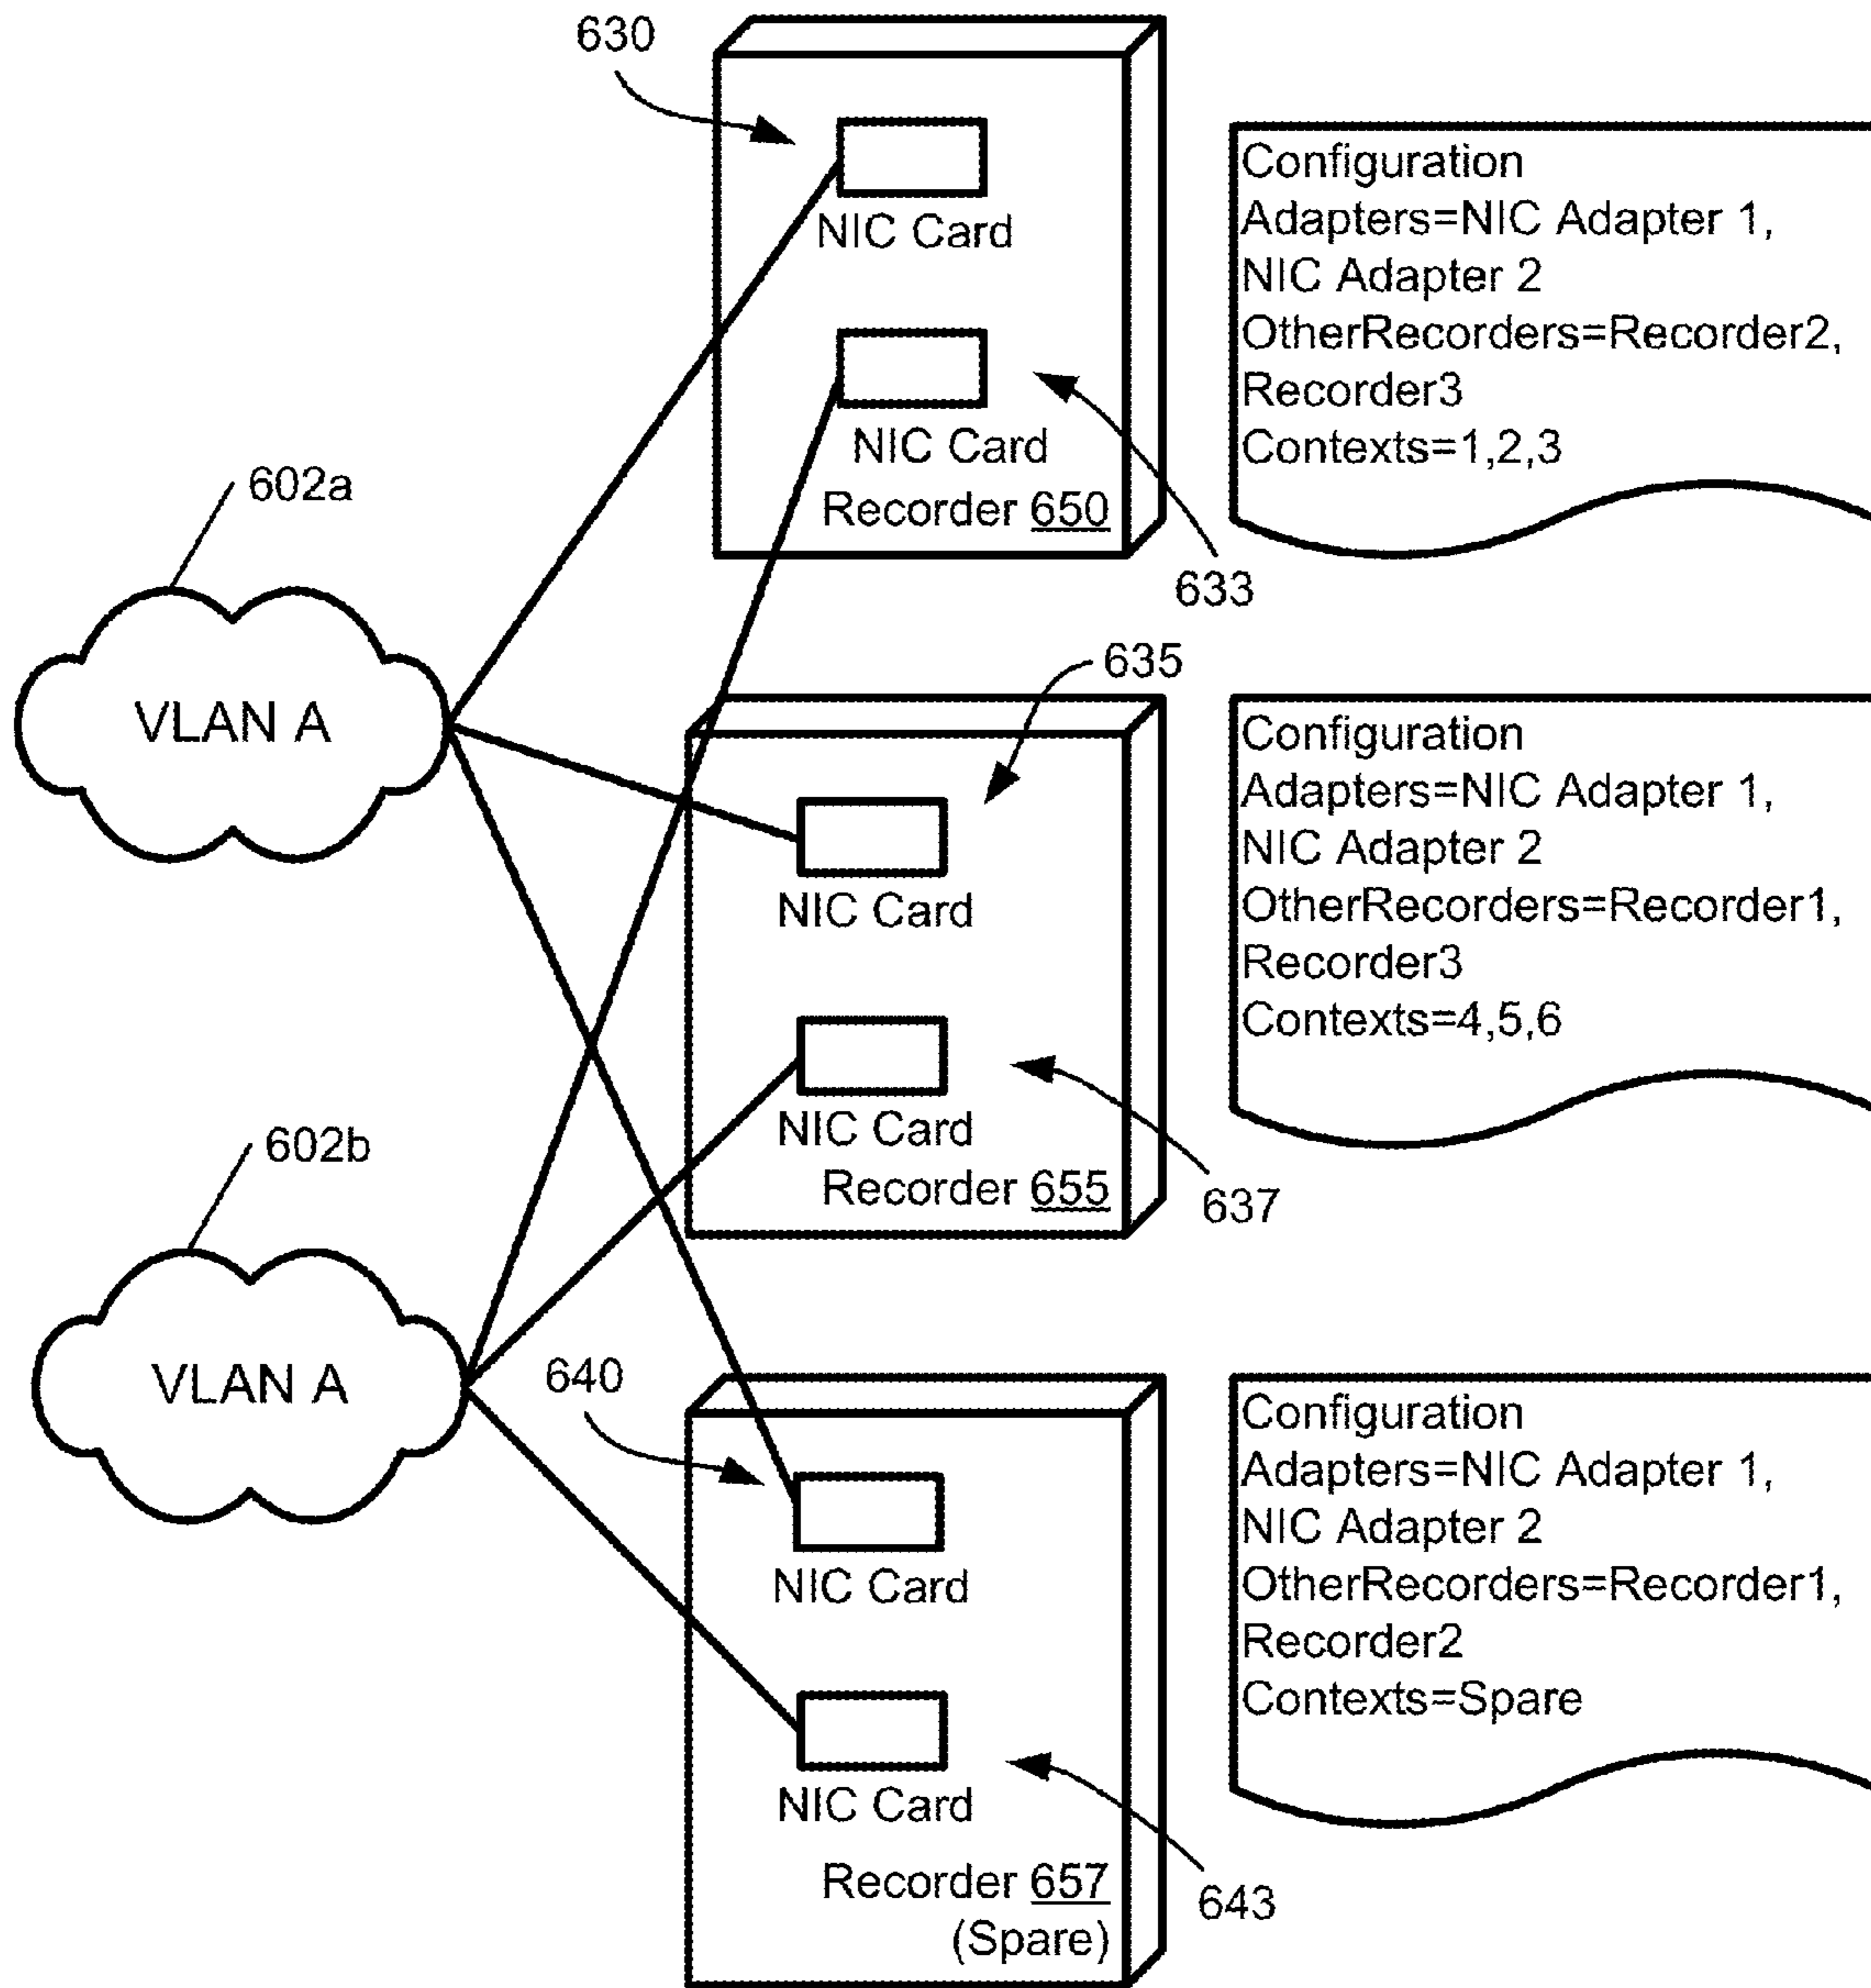 630
NIC Card
NIC Card
Recorder 650
633
Configuration
Adapters=NIC Adapter 1,
NIC Adapter 2
OtherRecorders=Recorder2,
Recorder3
Contexts=1,2,3
602a
VLAN A
635
NIC Card
NIC Card
Recorder 655
637
Configuration
Adapters=NIC Adapter 1,
NIC Adapter 2
OtherRecorders=Recorder1,
Recorder3
Contexts=4,5,6
602b
VLAN A
640
NIC Card
NIC Card
Recorder 657
(Spare)
643
Configuration
Adapters=NIC Adapter 1,
NIC Adapter 2
OtherRecorders=Recorder1,
Recorder2
Contexts=Spare